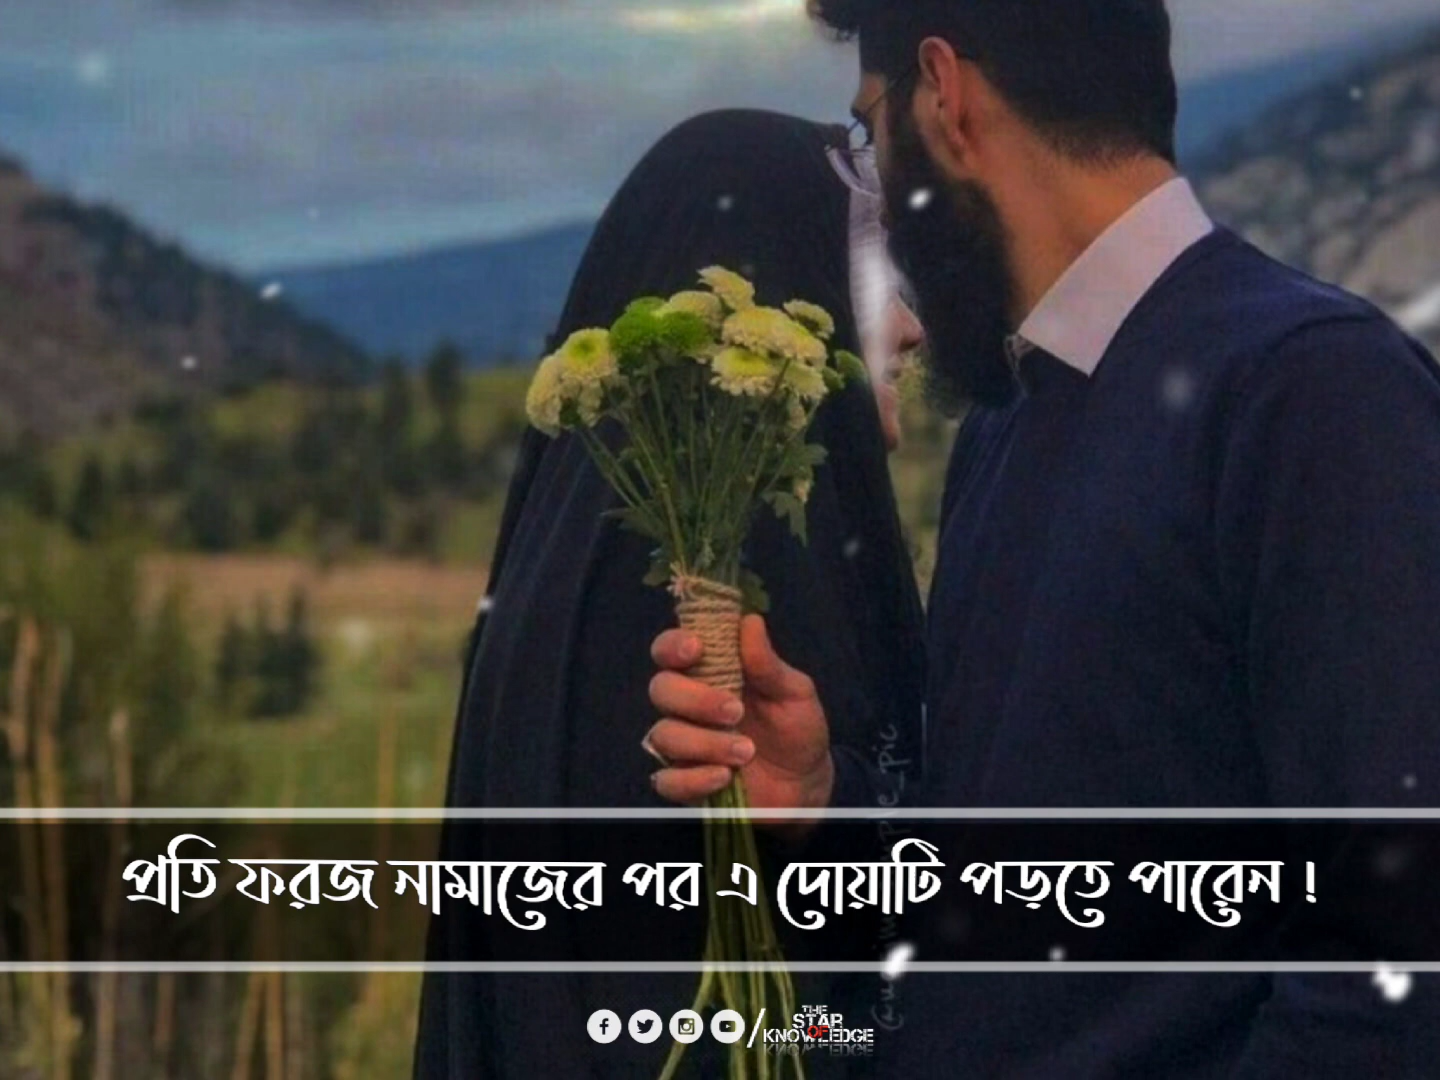 প্রতি ফরজ নামাজের পর এ দোয়াটি পড়তে পারেন !
THE
STAR
OF
KNOWLEDGE